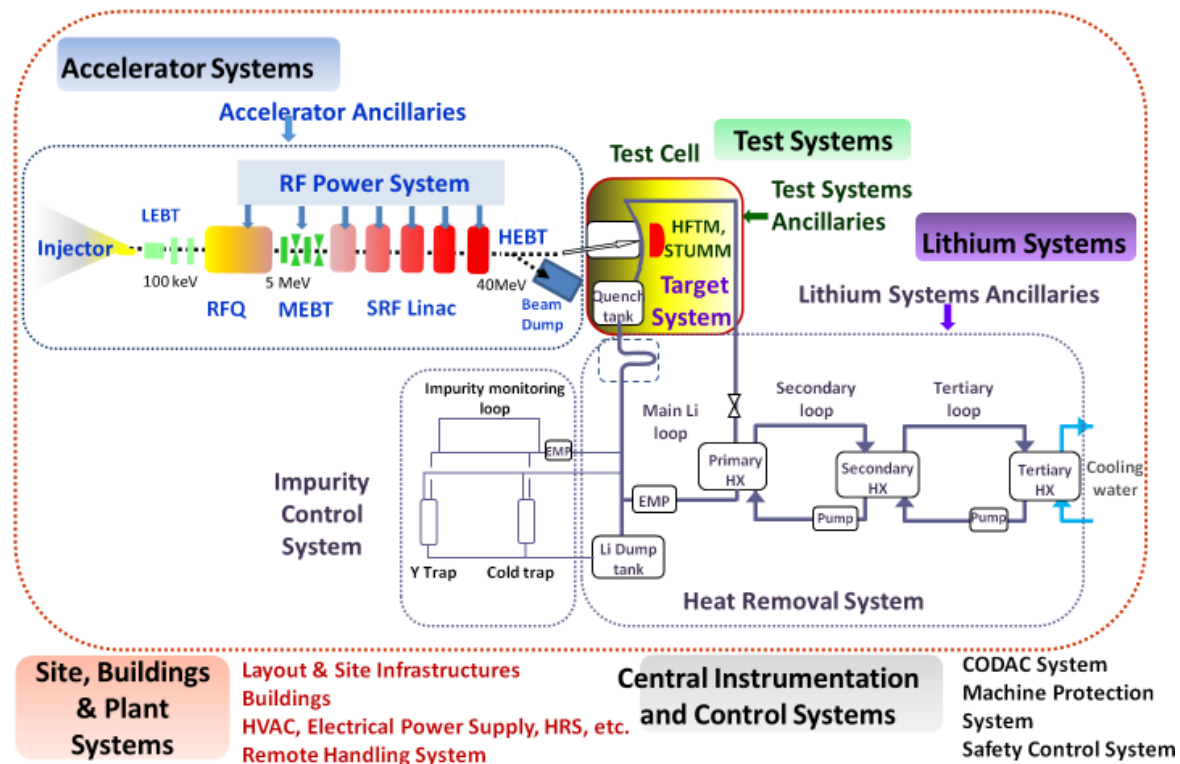 Accelerator Systems
Accelerator Ancillaries
RF Power System
LEBT
Injector
100 keV
RFQ
5 MeV
MEBT
SRF Linac
40MeV
HEBT
Beam
Dump
Test Systems
Test Cell
Test Systems
Ancillaries
HFTM,
STUMM
Target
System
Quench
tank
Lithium Systems
Lithium Systems Ancillaries
Impurity monitoring
loop
EMP
Impurity
Control
System
Y Trap
Cold trap
Main Li
loop
EMP
Li Dump
tank
Primary
HX
Secondary
loop
Pump
Secondary
HX
Tertiary
loop
Pump
Tertiary
HX
Cooling
water
Heat Removal System
Site, Buildings
& Plant
Systems
Layout & Site Infrastructures
Buildings
HVAC, Electrical Power Supply, HRS, etc.
Remote Handling System
Central Instrumentation
and Control Systems
CODAC System
Machine Protection
System
Safety Control System